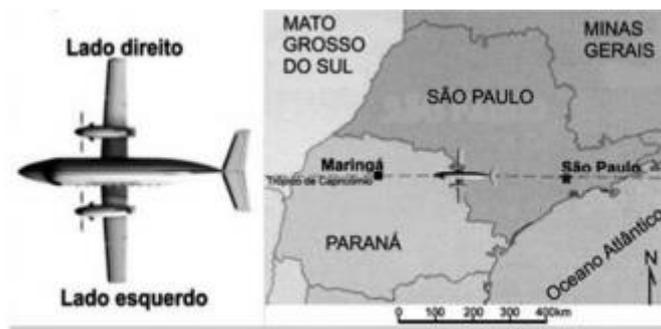 Lado direito
Lado esquerdo
MATO
GROSSO
DO SUL
MINAS
GERAIS
SÃO PAULO
Maringá
São Paulo
Trópico de Capricórnio
PARANÁ
Oceano Atlântico
N
0 100 200 300 400km